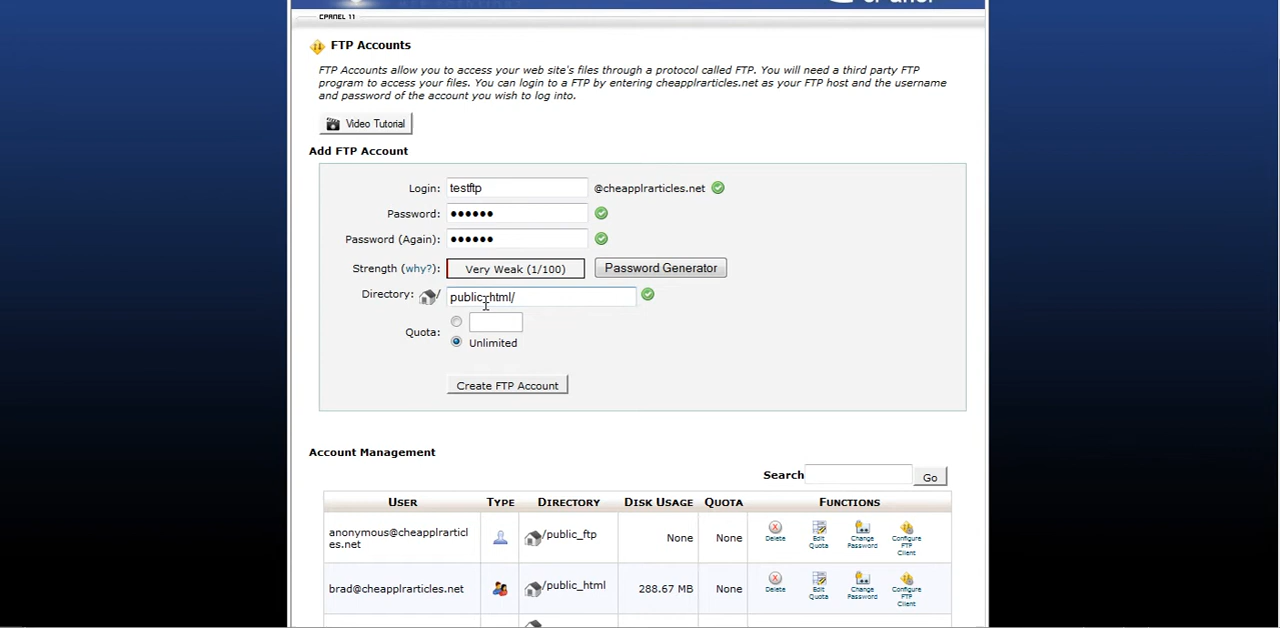 CPANEL 11
FTP ACCOUNTS
FTP Accounts allow you to access your web site's files through a protocol called FTP. You will need a third party FTP
program to access your files. You can login to a FTP by entering cheapplrarticles.net as your FTP host and the username
and password of the account you wish to log into.
Video Tutorial
Add FTP Account
Login: testftp @cheapplrarticles.net
Password: ••••••
Password (Again): ••••••
Strength (why?): Very Weak (1/100) Password Generator
Directory: / public_html/
Quota:
Unlimited
Create FTP Account
Account Management
Search Go
USER TYPE DIRECTORY DISK USAGE QUOTA FUNCTIONS
anonymous@cheapplrarticl
es.net
/public_ftp None None
Delete Edit Quota Change Password Configure FTP Client
brad@cheapplrarticles.net /public_html 288.67 MB None
Delete Edit Quota Change Password Configure FTP Client